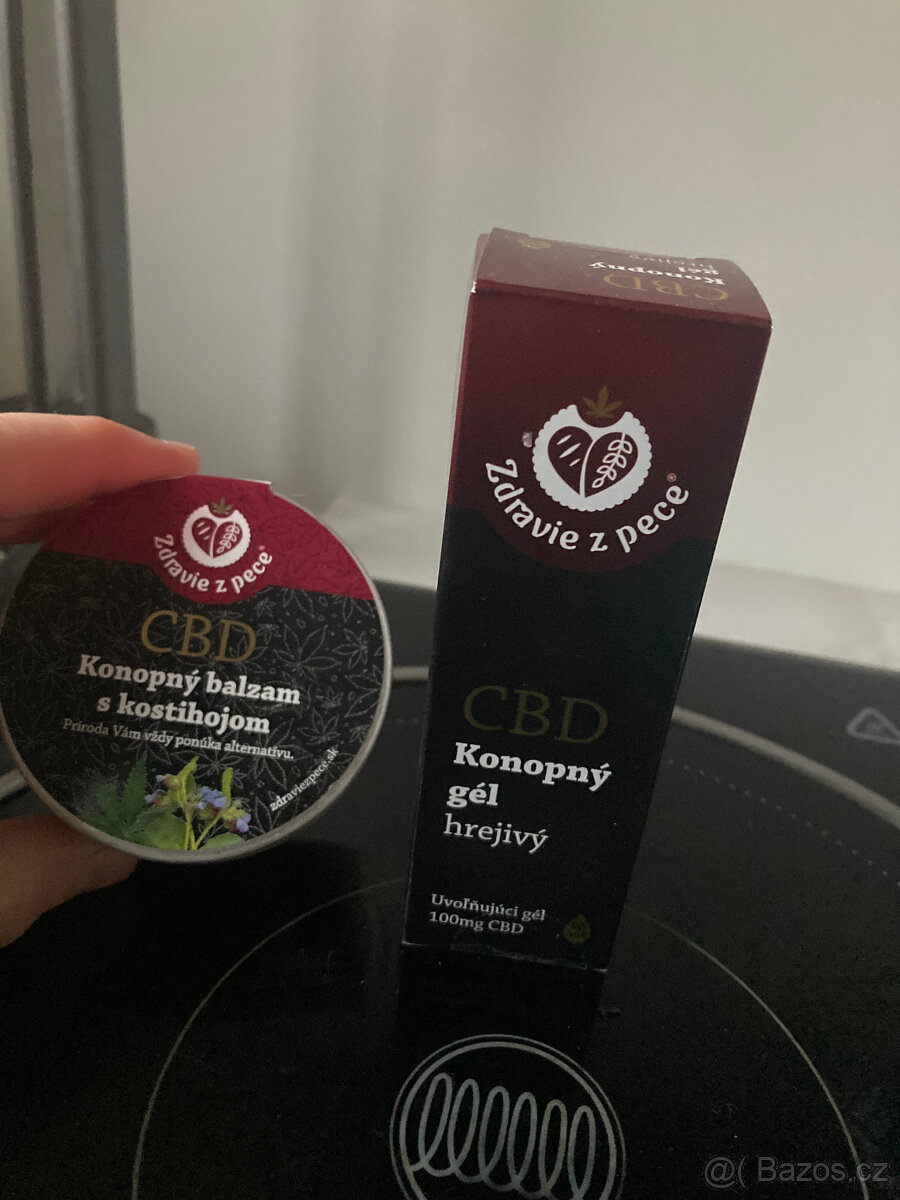 Zdravie z pece®
CBD
Konopný balzam
s kostihojom
Príroda Vám vždy ponúka alternatívu.
zdraviezpece.sk
CBD
Konopný
gél
hrejivý
Zdravie z pece®
CBD
Konopný
gél
hrejivý
Uvoľňujúci gél
100mg CBD
@( Bazos.cz